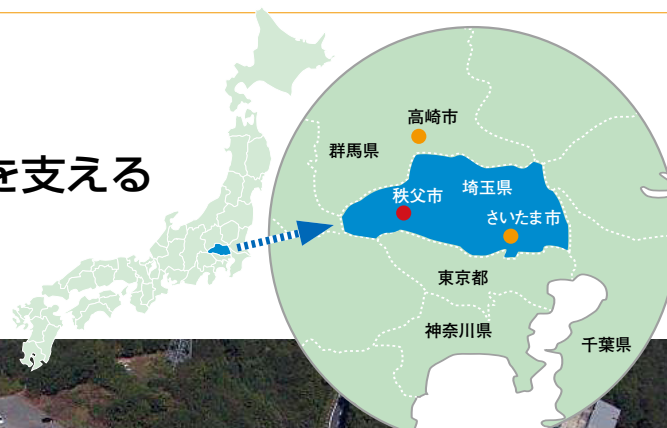 を支える
高崎市
群馬県
秩父市
埼玉県
さいたま市
東京都
神奈川県
千葉県